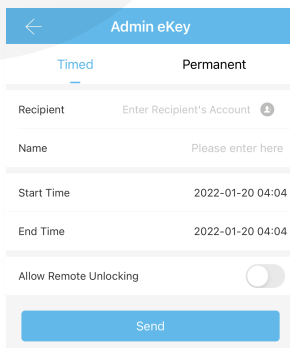 Admin eKey
Timed Permanent
Recipient Enter Recipient's Account
Name Please enter here
Start Time 2022-01-20 04:04
End Time 2022-01-20 04:04
Allow Remote Unlocking
Send